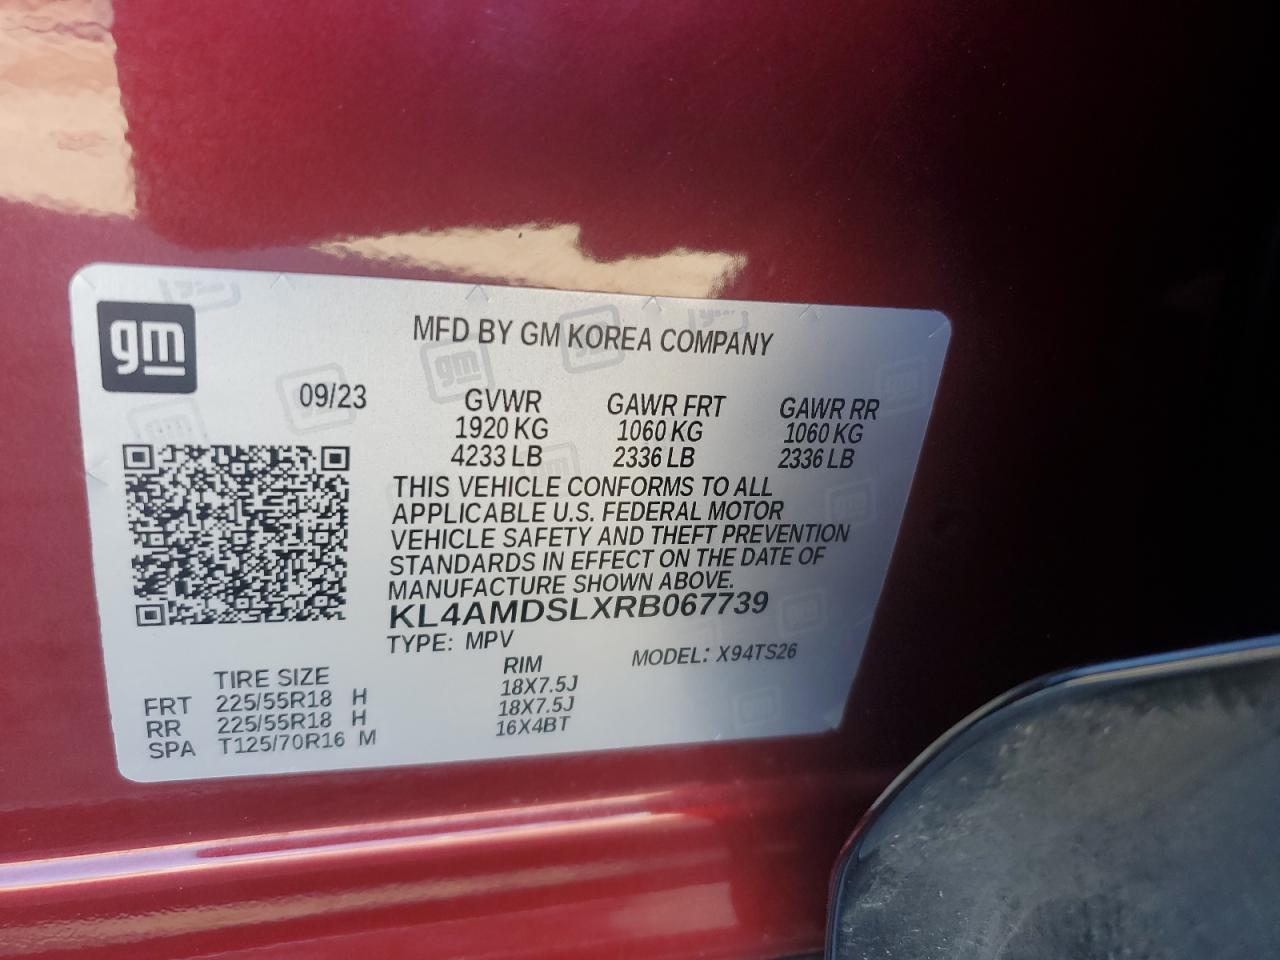 gm
MFD BY GM KOREA COMPANY
09/23 GVWR GAWR FRT GAWR RR
1920 KG 1060 KG 1060 KG
4233 LB 2336 LB 2336 LB
THIS VEHICLE CONFORMS TO ALL
APPLICABLE U.S. FEDERAL MOTOR
VEHICLE SAFETY AND THEFT PREVENTION
STANDARDS IN EFFECT ON THE DATE OF
MANUFACTURE SHOWN ABOVE.
KL4AMDSLXRB067739
TYPE: MPV MODEL: X94TS26
TIRE SIZE RIM
FRT 225/55R18 H 18X7.5J
RR 225/55R18 H 18X7.5J
SPA T125/70R16 M 16X4BT